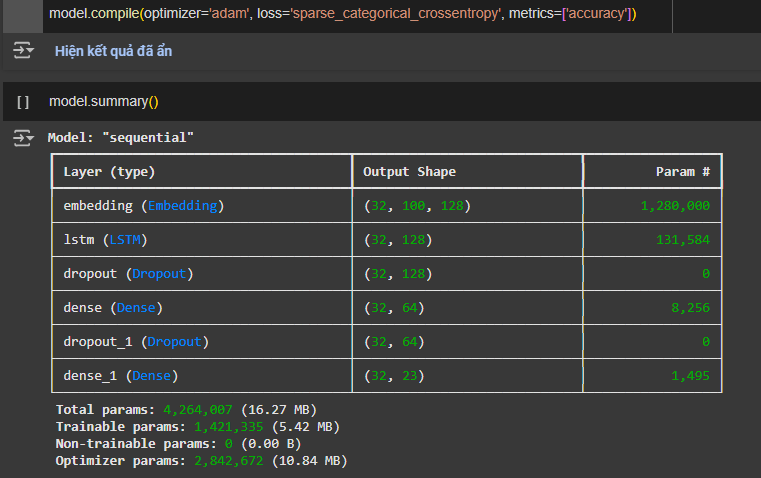 model.compile(optimizer='adam', loss='sparse_categorical_crossentropy', metrics=['accuracy'])
Hiện kết quả đã ẩn
[ ] model.summary()
Model: "sequential"
Layer (type) Output Shape Param #
embedding (Embedding) (32, 100, 128) 1,280,000
lstm (LSTM) (32, 128) 131,584
dropout (Dropout) (32, 128) 0
dense (Dense) (32, 64) 8,256
dropout_1 (Dropout) (32, 64) 0
dense_1 (Dense) (32, 23) 1,495
Total params: 4,264,007 (16.27 MB)
Trainable params: 1,421,335 (5.42 MB)
Non-trainable params: 0 (0.00 B)
Optimizer params: 2,842,672 (10.84 MB)